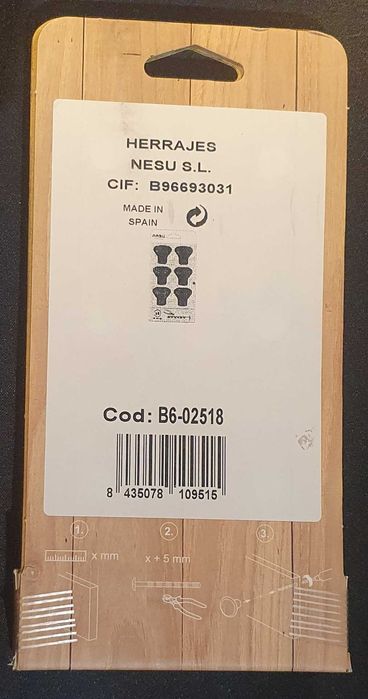 HERRAJES
NESU S.L.
CIF: B96693031
MADE IN
SPAIN
Cod: B6-02518
8 435078 109515
1.
2.
3.
x mm
x + 5 mm